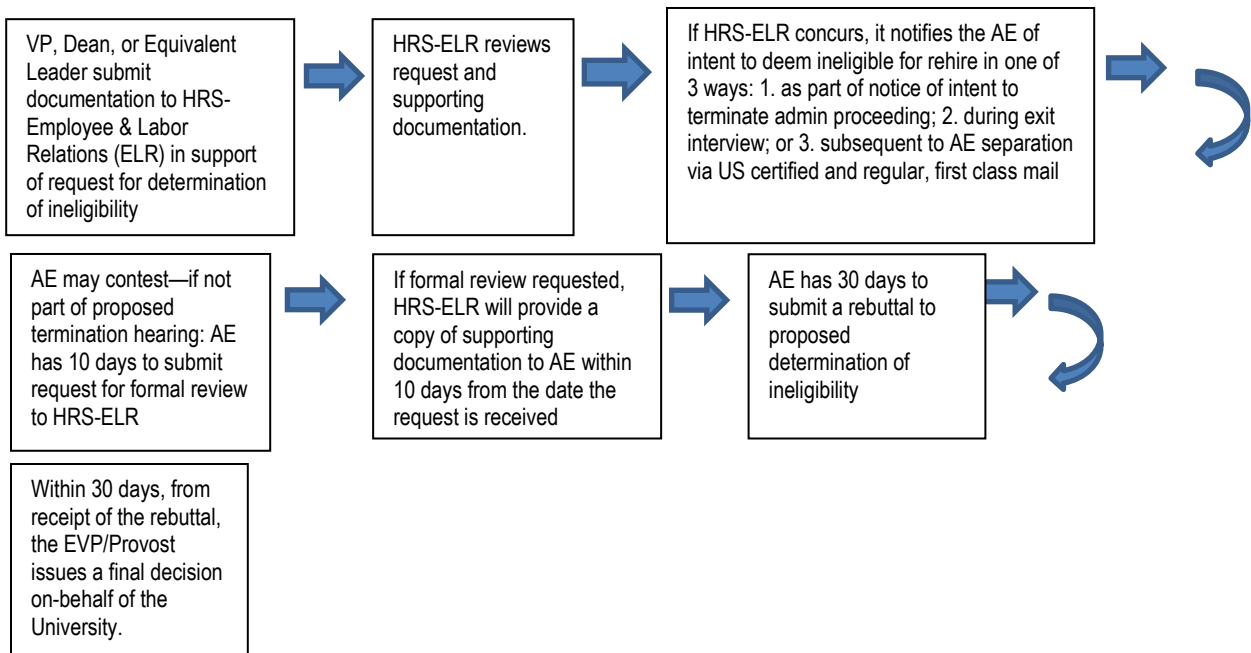 VP, Dean, or Equivalent
Leader submit
documentation to HRS-
Employee & Labor
Relations (ELR) in support
of request for determination
of ineligibility
HRS-ELR reviews
request and
supporting
documentation.
If HRS-ELR concurs, it notifies the AE of
intent to deem ineligible for rehire in one of
3 ways: 1. as part of notice of intent to
terminate admin proceeding; 2. during exit
interview; or 3. subsequent to AE separation
via US certified and regular, first class mail
AE may contest—if not
part of proposed
termination hearing: AE
has 10 days to submit
request for formal review
to HRS-ELR
If formal review requested,
HRS-ELR will provide a
copy of supporting
documentation to AE within
10 days from the date the
request is received
AE has 30 days to
submit a rebuttal to
proposed
determination of
ineligibility
Within 30 days, from
receipt of the rebuttal,
the EVP/Provost
issues a final decision
on-behalf of the
University.